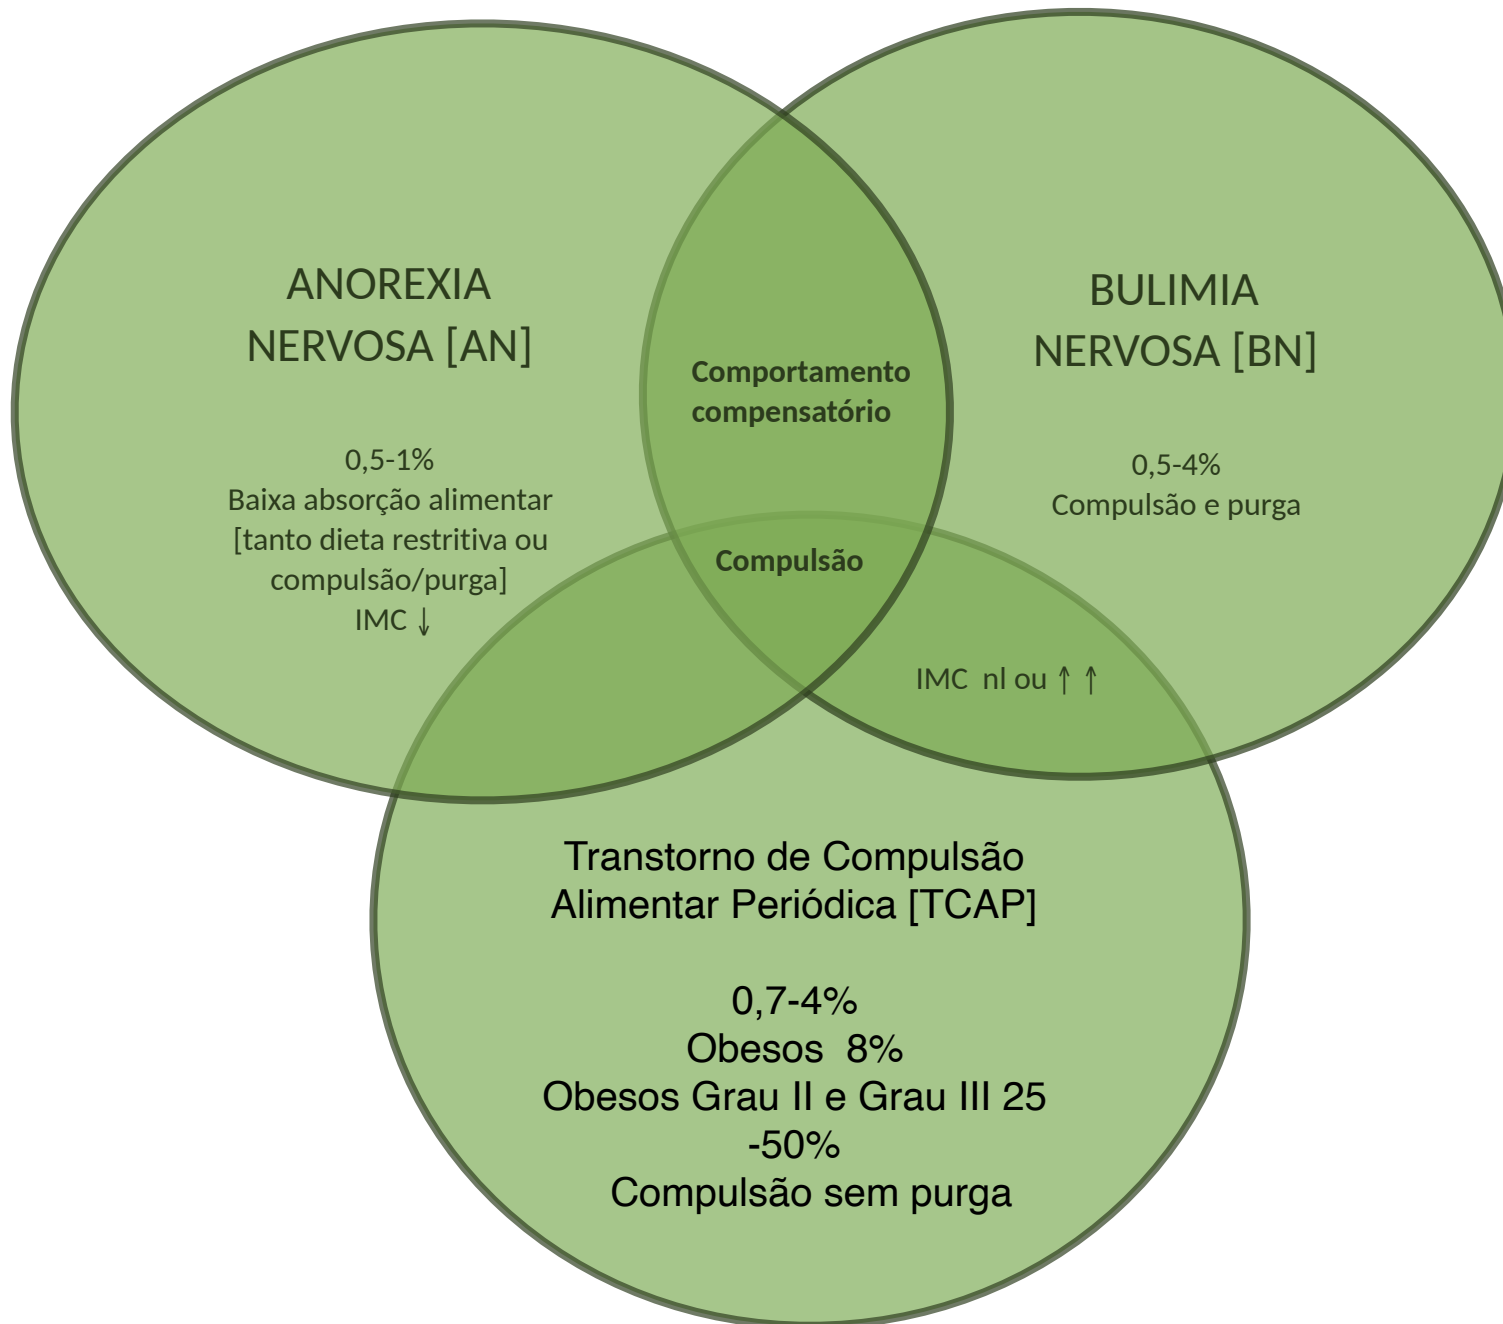 ANOREXIA
NERVOSA [AN]
0,5-1%
Baixa absorção alimentar
[tanto dieta restritiva ou
compulsão/purga]
IMC ↓
Comportamento
compensatório
Compulsão
BULIMIA
NERVOSA [BN]
0,5-4%
Compulsão e purga
IMC nl ou ↑ ↑
Transtorno de Compulsão
Alimentar Periódica [TCAP]
0,7-4%
Obesos 8%
Obesos Grau II e Grau III 25
-50%
Compulsão sem purga